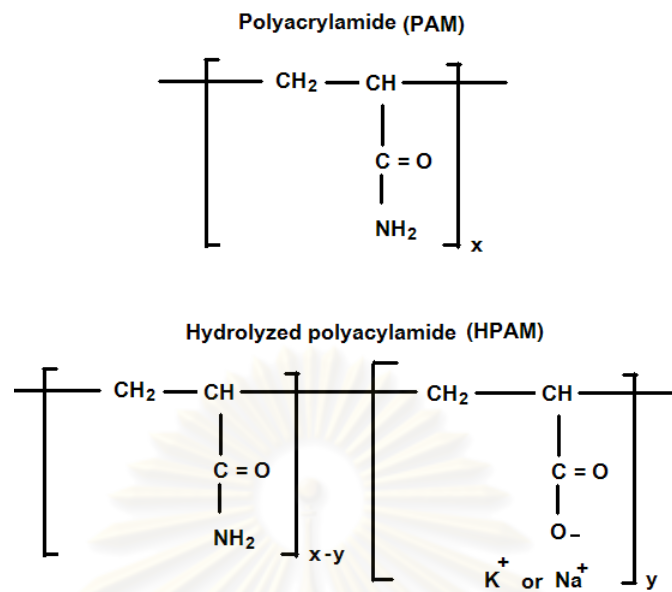 Polyacrylamide (PAM)
CH2 CH
C = O
NH2
x
Hydrolyzed polyacylamide (HPAM)
CH2 CH CH2 CH
C = O C = O
NH2 O-
x-y y
K+ or Na+